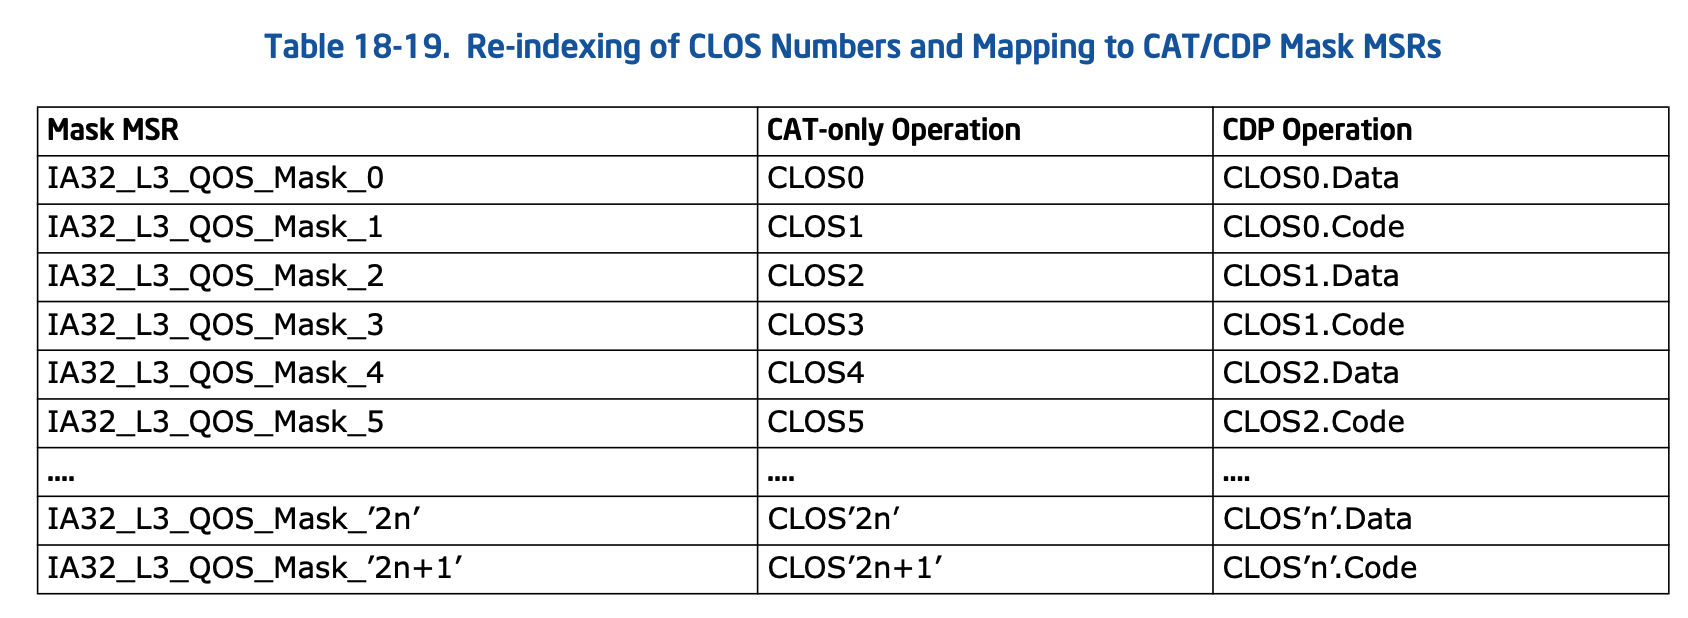 Table 18-19. Re-indexing of CLOS Numbers and Mapping to CAT/CDP Mask MSRs
Mask MSR CAT-only Operation CDP Operation
IA32_L3_QOS_Mask_0 CLOS0 CLOS0.Data
IA32_L3_QOS_Mask_1 CLOS1 CLOS0.Code
IA32_L3_QOS_Mask_2 CLOS2 CLOS1.Data
IA32_L3_QOS_Mask_3 CLOS3 CLOS1.Code
IA32_L3_QOS_Mask_4 CLOS4 CLOS2.Data
IA32_L3_QOS_Mask_5 CLOS5 CLOS2.Code
.... .... ....
IA32_L3_QOS_Mask_’2n’ CLOS’2n’ CLOS’n’.Data
IA32_L3_QOS_Mask_’2n+1’ CLOS’2n+1’ CLOS’n’.Code